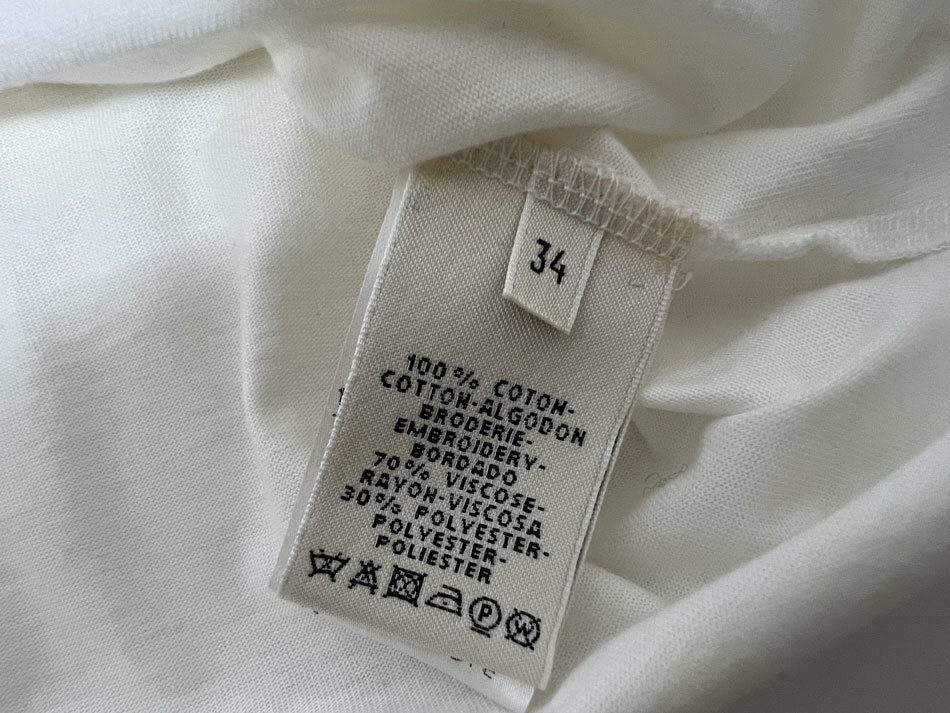 34
100% COTON-
COTTON-ALGODON
BRODERIE-
EMBROIDERY-
BORDADO
70% VISCOSE-
RAYON-VISCOSA
30% POLYESTER-
POLYESTER-
POLIESTER
P
W